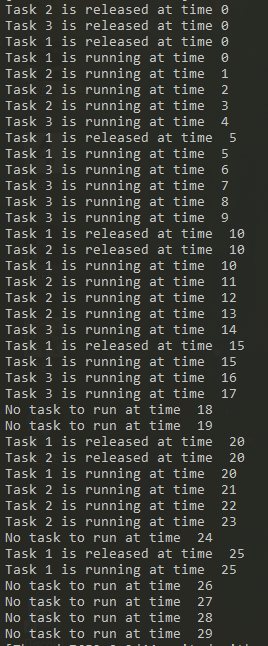 Task 2 is released at time 0
Task 3 is released at time 0
Task 1 is released at time 0
Task 1 is running at time  0
Task 2 is running at time  1
Task 2 is running at time  2
Task 2 is running at time  3
Task 3 is running at time  4
Task 1 is released at time  5
Task 1 is running at time  5
Task 3 is running at time  6
Task 3 is running at time  7
Task 3 is running at time  8
Task 3 is running at time  9
Task 1 is released at time  10
Task 2 is released at time  10
Task 1 is running at time  10
Task 2 is running at time  11
Task 2 is running at time  12
Task 2 is running at time  13
Task 3 is running at time  14
Task 1 is released at time  15
Task 1 is running at time  15
Task 3 is running at time  16
Task 3 is running at time  17
No task to run at time  18
No task to run at time  19
Task 1 is released at time  20
Task 2 is released at time  20
Task 1 is running at time  20
Task 2 is running at time  21
Task 2 is running at time  22
Task 2 is running at time  23
No task to run at time  24
Task 1 is released at time  25
Task 1 is running at time  25
No task to run at time  26
No task to run at time  27
No task to run at time  28
No task to run at time  29